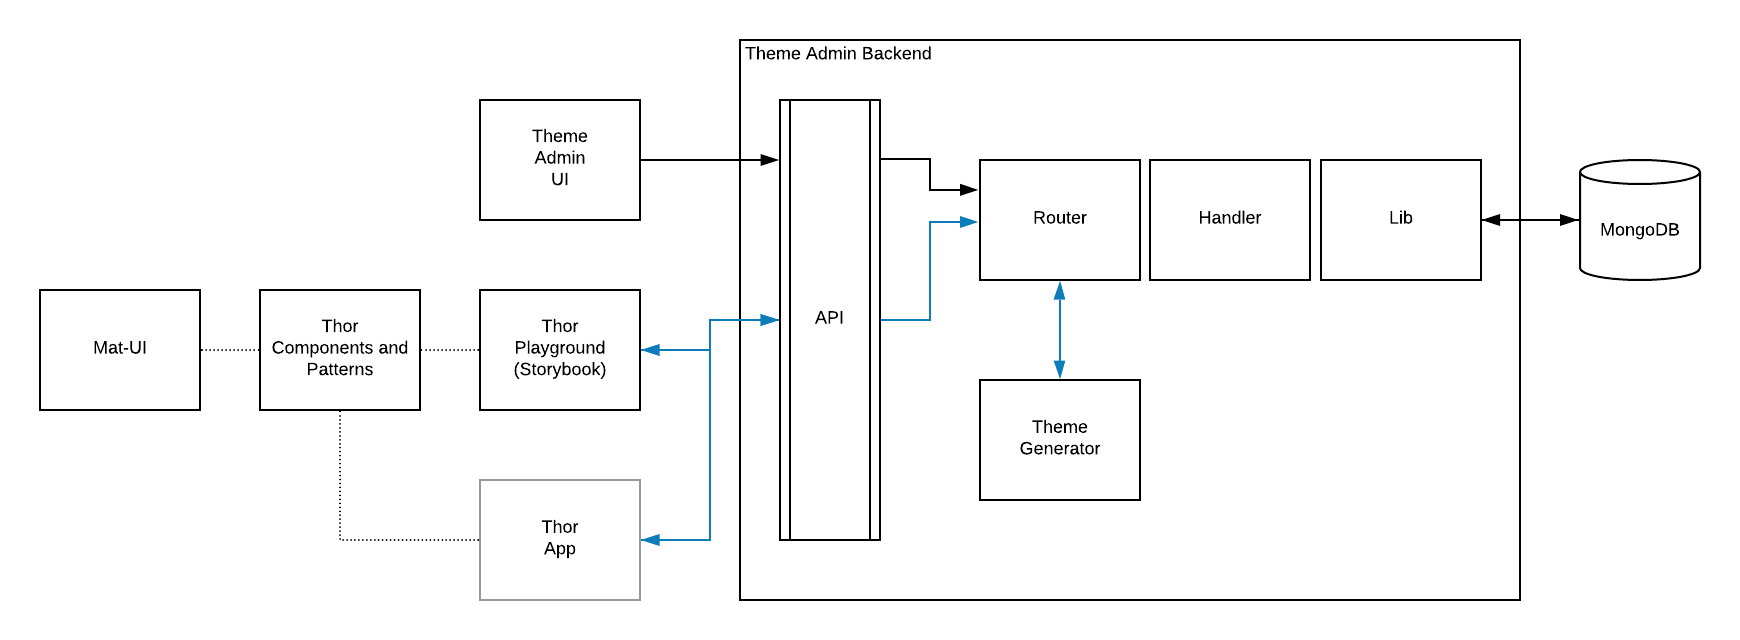 Theme Admin Backend
Theme
Admin
UI
Router
Handler
Lib
MongoDB
API
Mat-UI
Thor
Components and
Patterns
Thor
Playground
(Storybook)
Theme
Generator
Thor
App